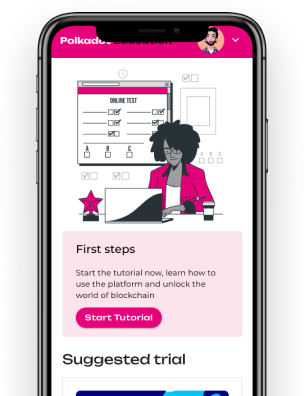 Polkadot
ONLINE TEST
A B C
A B C
First steps
Start the tutorial now, learn how to
use the platform and unlock the
world of blockchain
Start Tutorial
Suggested trial